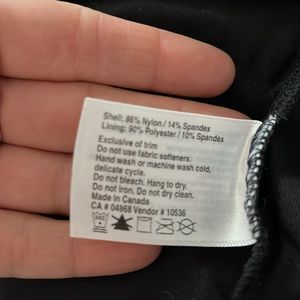 Shell: 86% Nylon / 14% Spandex
Lining: 90% Polyester / 10% Spandex
Exclusive of trim
Do not use fabric softeners.
Hand wash or machine wash cold,
delicate cycle.
Do not bleach. Hang to dry.
Do not iron. Do not dry clean.
Made in Canada
CA # 04868 Vendor # 10536